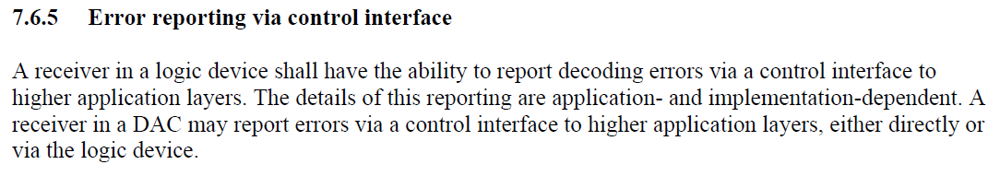 7.6.5 Error reporting via control interface
A receiver in a logic device shall have the ability to report decoding errors via a control interface to
higher application layers. The details of this reporting are application- and implementation-dependent. A
receiver in a DAC may report errors via a control interface to higher application layers, either directly or
via the logic device.